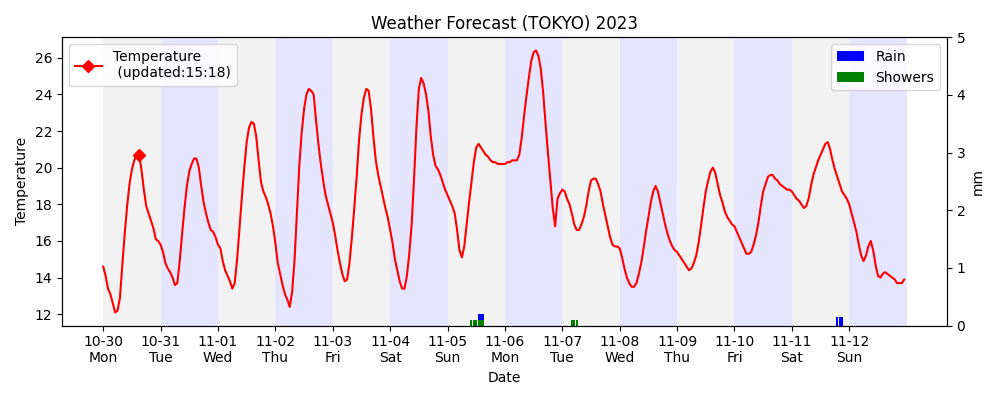 Weather Forecast (TOKYO) 2023
Temperature
(updated:15:18)
Rain
Showers
Temperature
26
24
22
20
18
16
14
12
5
4
3
2
1
0
mm
10-30 10-31 11-01 11-02 11-03 11-04 11-05 11-06 11-07 11-08 11-09 11-10 11-11 11-12
Mon Tue Wed Thu Fri Sat Sun Mon Tue Wed Thu Fri Sat Sun
Date